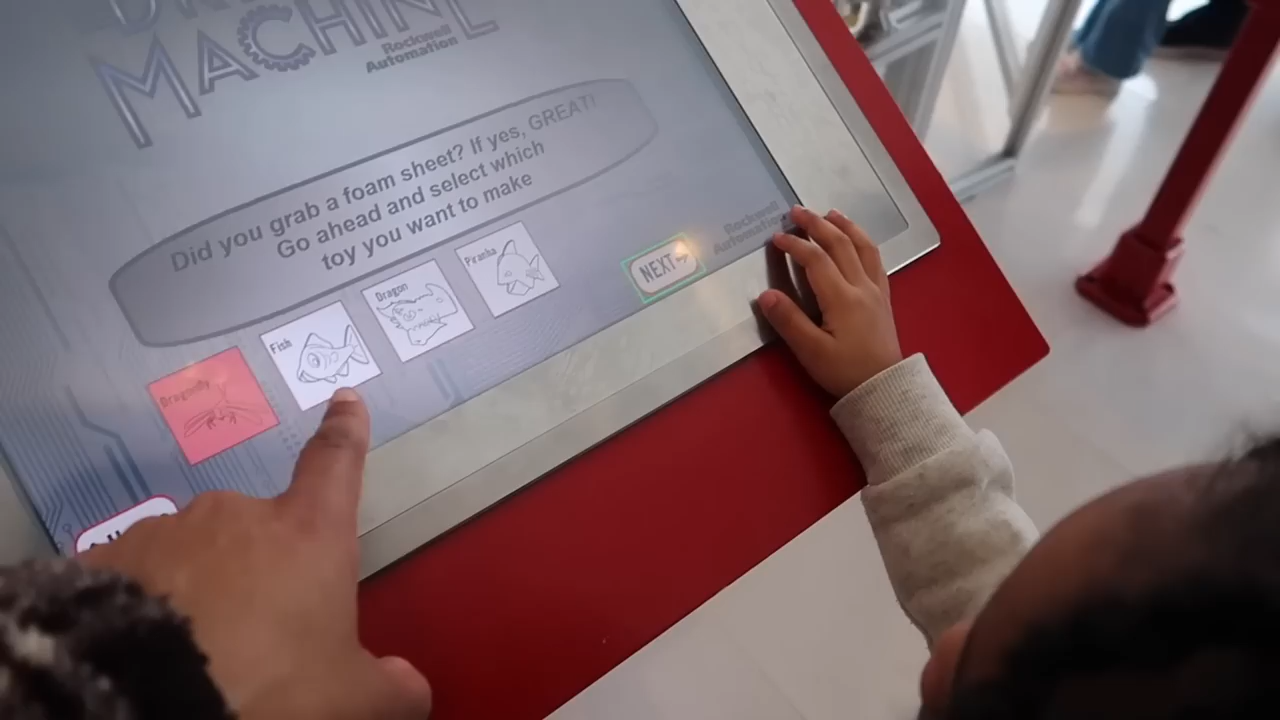 MACHINE
Rockwell
Automation
Did you grab a foam sheet? If yes, GREAT!
Go ahead and select which
toy you want to make
Dragonfly
Fish
Dragon
Piranha
NEXT
Rockwell
Automation